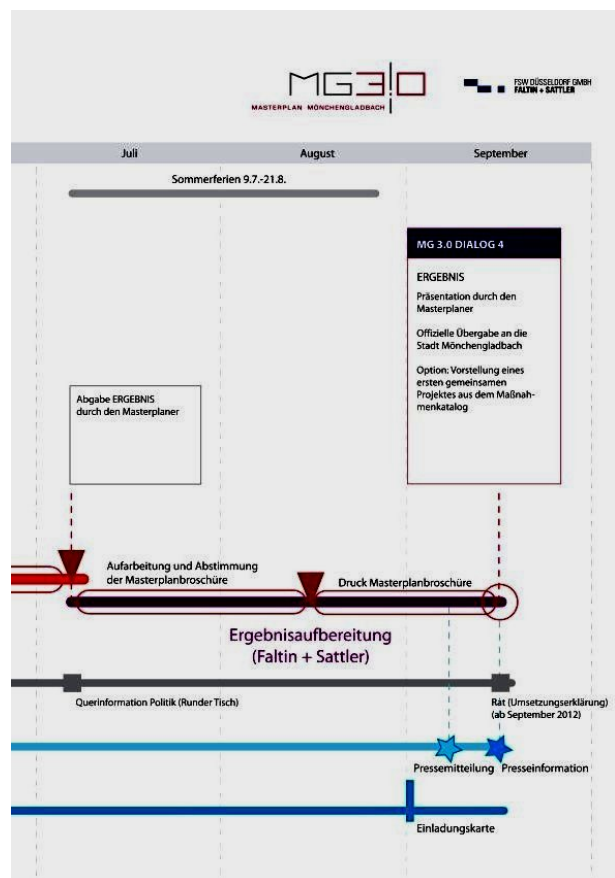 MG3!0
MASTERPLAN MÖNCHENGLADBACH
FSW DÜSSELDORF GMBH
FALTIN + SATTLER
Juli
August
September
Sommerferien 9.7.-21.8.
MG 3.0 DIALOG 4
ERGEBNIS
Präsentation durch den
Masterplaner
Offizielle Übergabe an die
Stadt Mönchengladbach
Option: Vorstellung eines
ersten gemeinsamen
Projektes aus dem Maßnah-
menkatalog
Abgabe ERGEBNIS
durch den Masterplaner
Aufarbeitung und Abstimmung
der Masterplanbroschüre
Druck Masterplanbroschüre
Ergebnisaufbereitung
(Faltin + Sattler)
Querinformation Politik (Runder Tisch)
Rat (Umsetzungserklärung)
(ab September 2012)
Pressemitteilung
Presseinformation
Einladungskarte